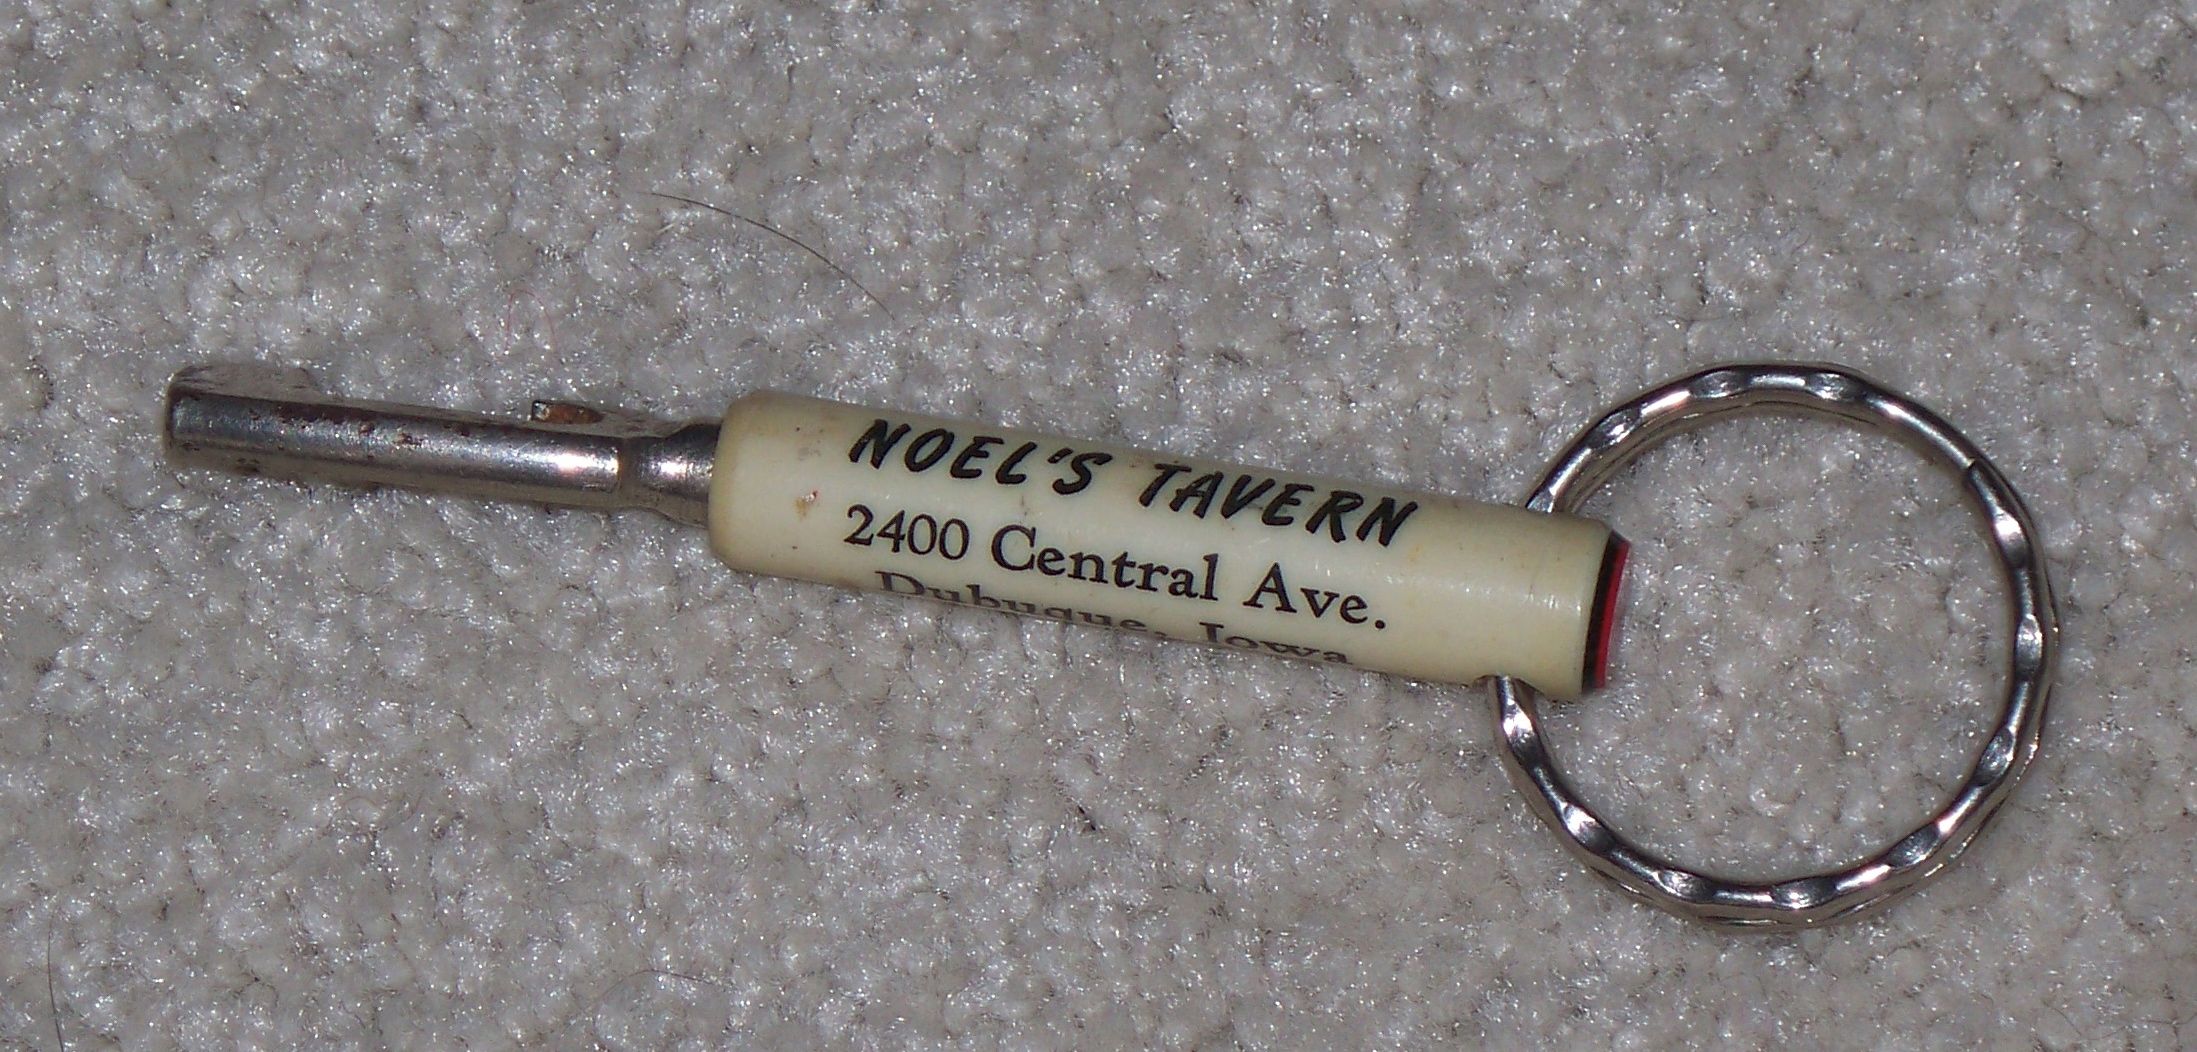 NOEL'S TAVERN
2400 Central Ave.
Dubuque, Iowa